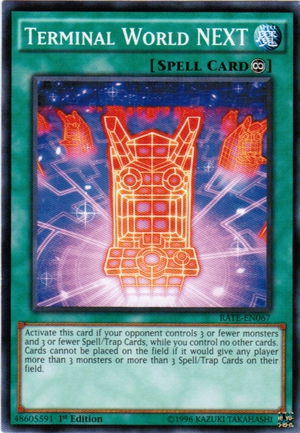 TERMINAL WORLD NEXT
魔
[SPELL CARD]
RATE-EN067
Activate this card if your opponent controls 3 or fewer monsters
and 3 or fewer Spell/Trap Cards, while you control no other cards.
Cards cannot be placed on the field if it would give any player
more than 3 monsters or more than 3 Spell/Trap Cards on their
field.
48605591 1st Edition ©1996 KAZUKI TAKAHASHI